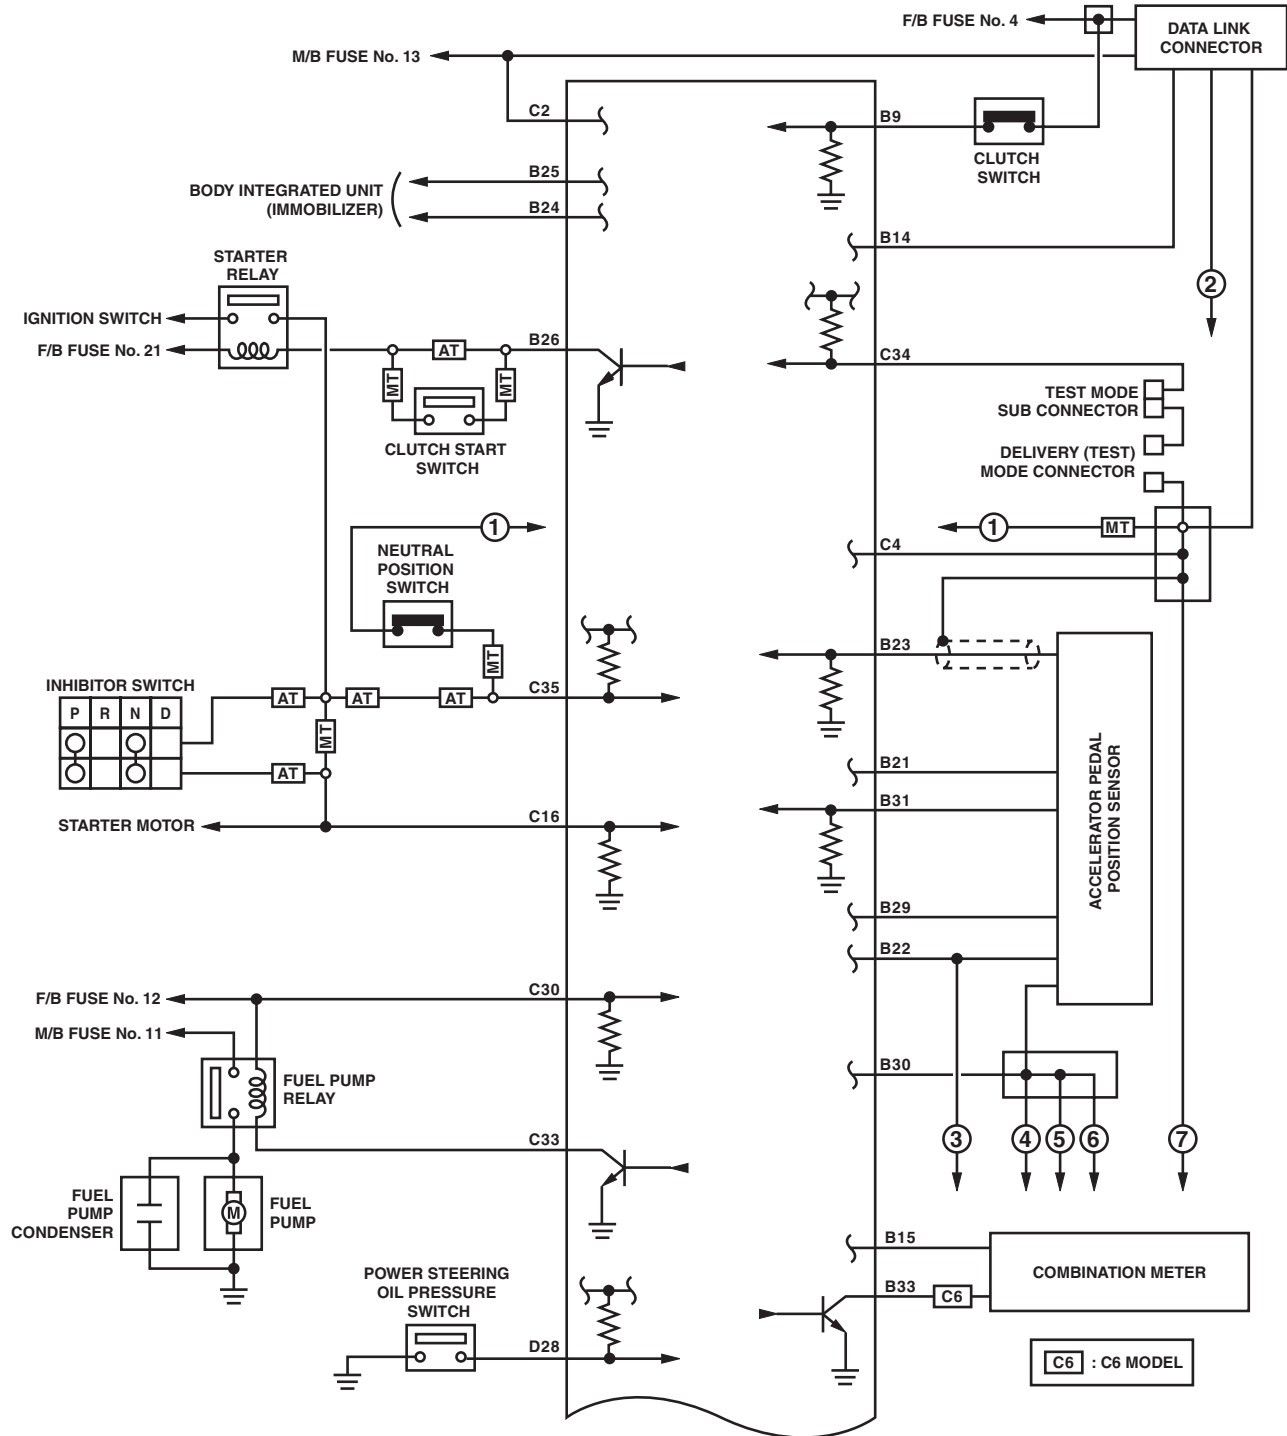 F/B FUSE No. 4
DATA LINK
CONNECTOR
M/B FUSE No. 13
C2
B9
CLUTCH
SWITCH
B25
BODY INTEGRATED UNIT
(IMMOBILIZER)
B24
B14
STARTER
RELAY
2
IGNITION SWITCH
F/B FUSE No. 21
AT
B26
C34
MT
MT
TEST MODE
SUB CONNECTOR
CLUTCH START
SWITCH
DELIVERY (TEST)
MODE CONNECTOR
1
1
MT
NEUTRAL
POSITION
SWITCH
C4
B23
MT
INHIBITOR SWITCH
P R N D
AT
AT
AT
C35
MT
AT
B21
ACCELERATOR PEDAL
POSITION SENSOR
B31
STARTER MOTOR
C16
B29
B22
F/B FUSE No. 12
C30
M/B FUSE No. 11
FUEL PUMP
RELAY
B30
C33
3
4
5
6
7
FUEL
PUMP
CONDENSER
M
FUEL
PUMP
B15
COMBINATION METER
B33
C6
POWER STEERING
OIL PRESSURE
SWITCH
D28
C6 : C6 MODEL